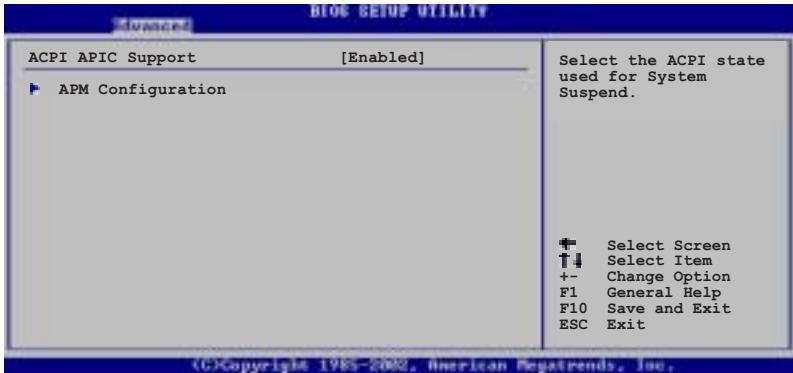 BIOS SETUP UTILITY
Advanced
ACPI APIC Support [Enabled]
APM Configuration
Select the ACPI state
used for System
Suspend.
Select Screen
Select Item
+- Change Option
F1 General Help
F10 Save and Exit
ESC Exit
(C)Copyright 1985-2002, American Megatrends, Inc.